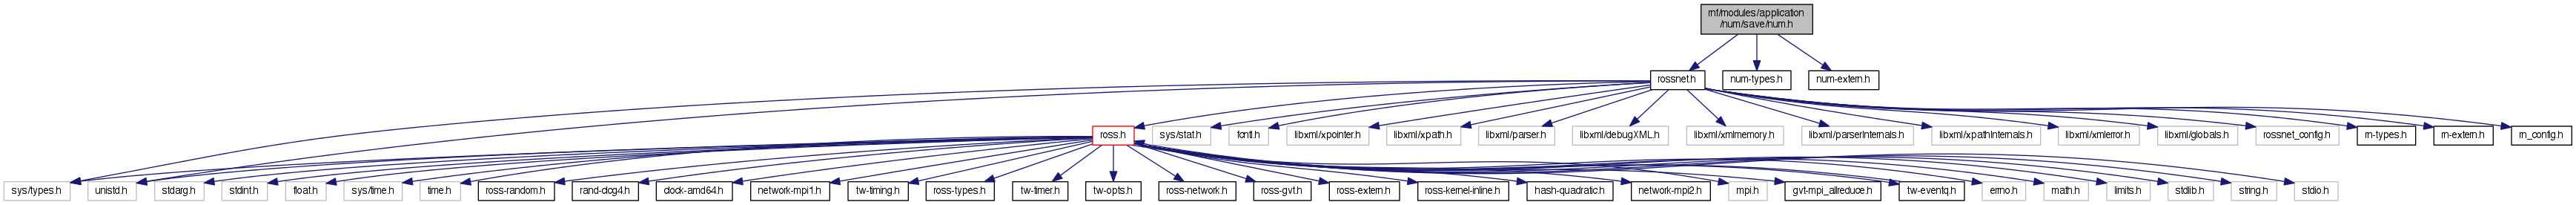 rnf/modules/application
/num/save/num.h
rossnet.h
num-types.h
num-extern.h
ross.h
sys/stat.h
fcntl.h
libxml/xpointer.h
libxml/xpath.h
libxml/parser.h
libxml/debugXML.h
libxml/xmlmemory.h
libxml/parserInternals.h
libxml/xpathInternals.h
libxml/xmlerror.h
libxml/globals.h
rossnet_config.h
rn-types.h
rn-extern.h
rn_config.h
sys/types.h
unistd.h
stdarg.h
stdint.h
float.h
sys/time.h
time.h
ross-random.h
rand-clcg4.h
clock-amd64.h
network-mpi1.h
tw-timing.h
ross-types.h
tw-timer.h
tw-opts.h
ross-network.h
ross-gvt.h
ross-extern.h
ross-kernel-inline.h
hash-quadratic.h
network-mpi2.h
mpi.h
gvt-mpi_allreduce.h
tw-eventq.h
errno.h
math.h
limits.h
stdlib.h
string.h
stdio.h